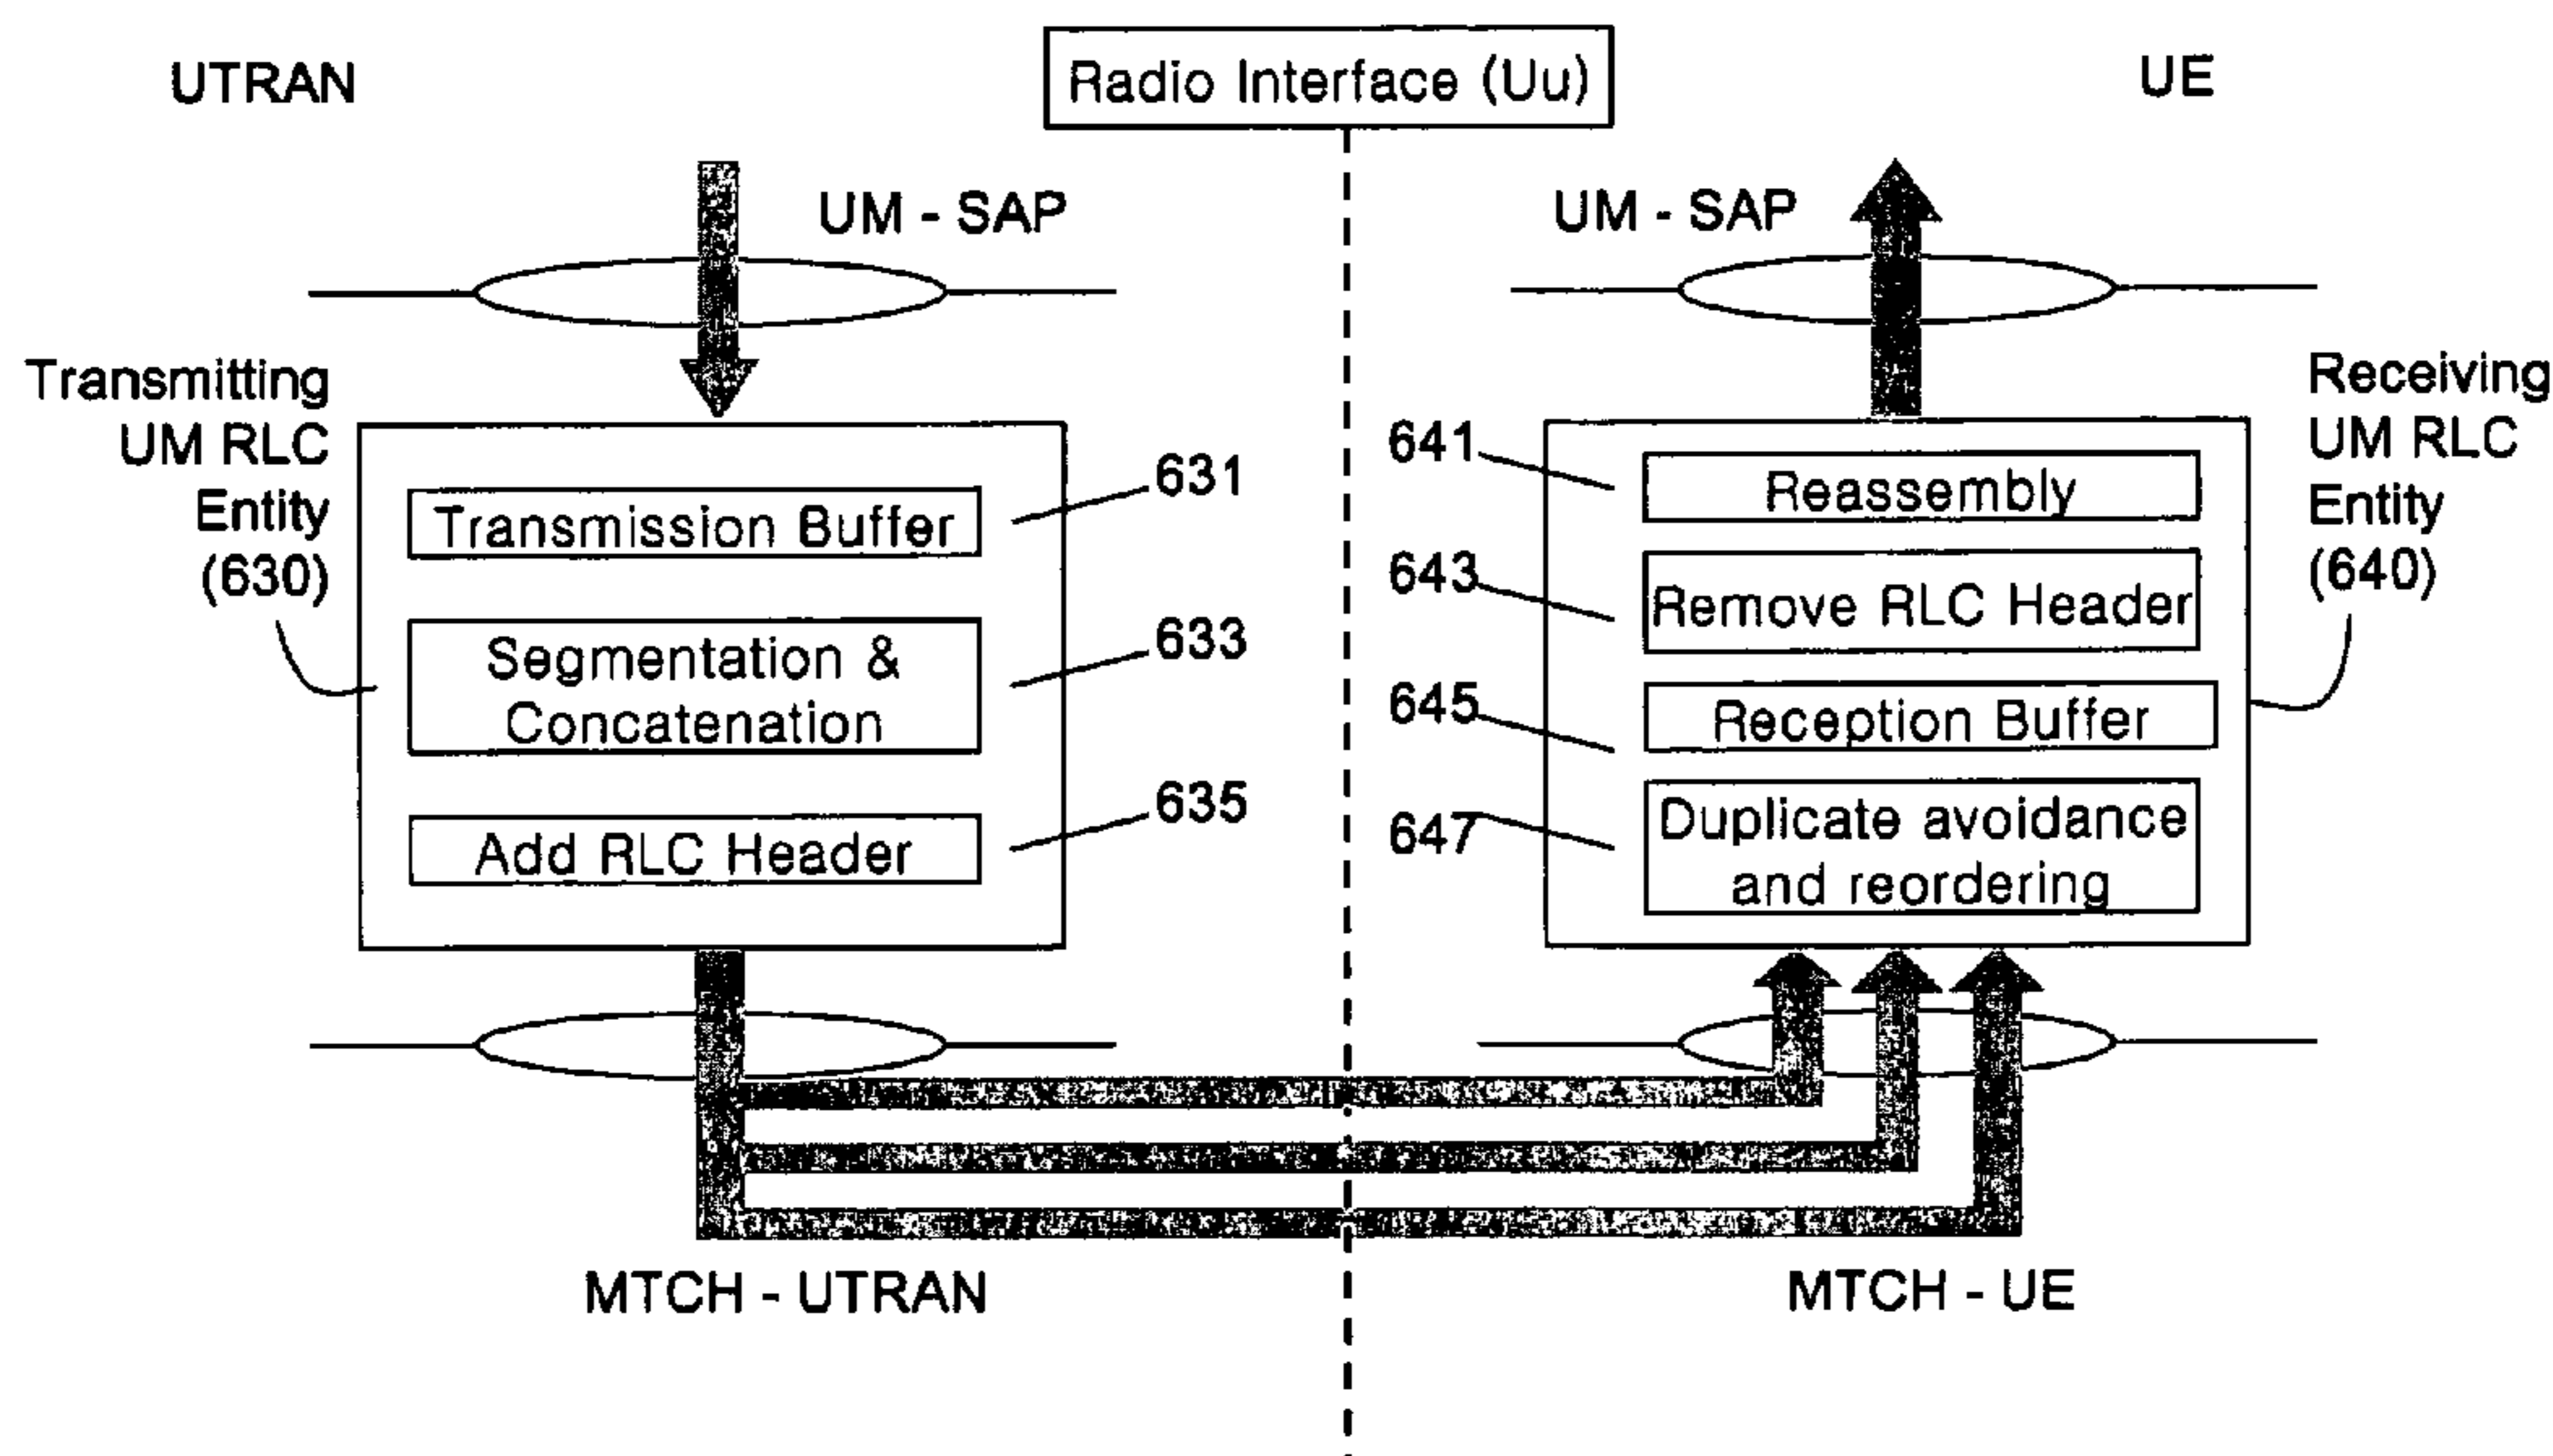 UTRAN
Radio Interface (Uu)
UE
UM - SAP
UM - SAP
Transmitting
UM RLC
Entity
(630)
Transmission Buffer
631
Segmentation &
Concatenation
633
Add RLC Header
635
641
Reassembly
643
Remove RLC Header
645
Reception Buffer
647
Duplicate avoidance
and reordering
Receiving
UM RLC
Entity
(640)
MTCH - UTRAN
MTCH - UE